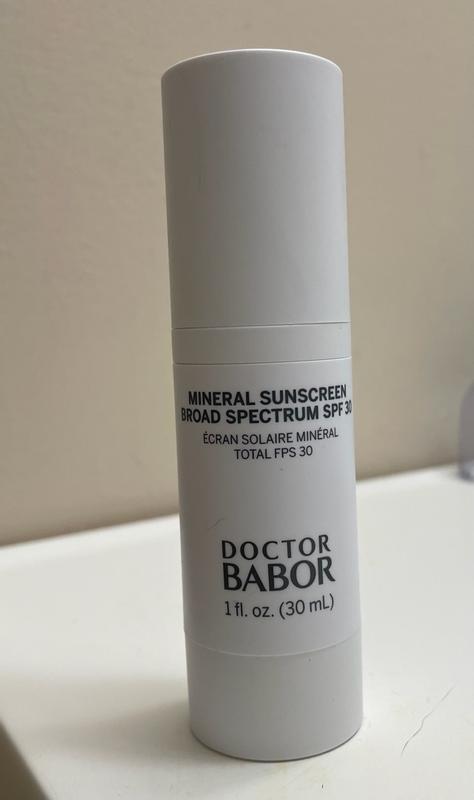 MINERAL SUNSCREEN
BROAD SPECTRUM SPF 30
ÉCRAN SOLAIRE MINÉRAL
TOTAL FPS 30
DOCTOR
BABOR
1 fl. oz. (30 mL)